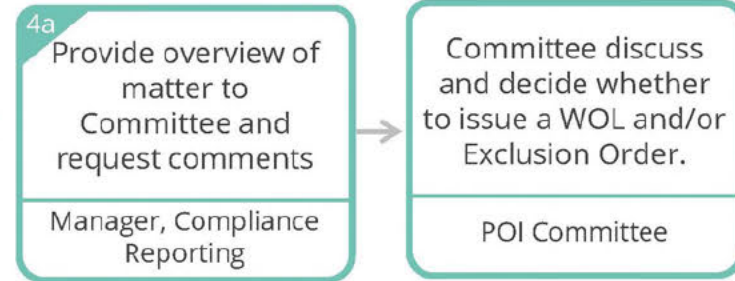 4a
Provide overview of
matter to
Committee and
request comments
Manager, Compliance
Reporting
Committee discuss
and decide whether
to issue a WOL and/or
Exclusion Order.
POI Committee